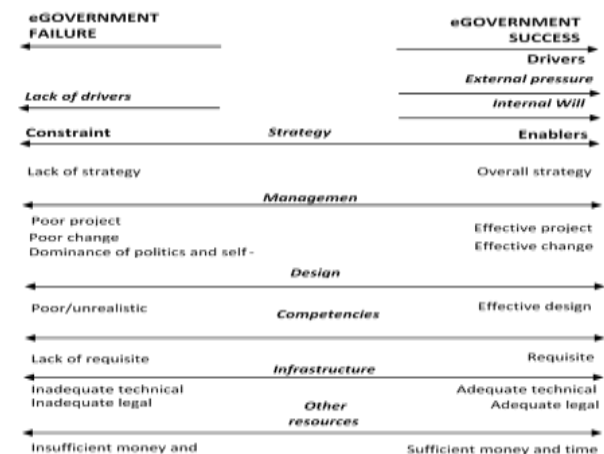 eGOVERNMENT
FAILURE
eGOVERNMENT
SUCCESS
Drivers
External pressure
Lack of drivers
Internal Will
Constraint Strategy Enablers
Lack of strategy Overall strategy
Managemen
Poor project Effective project
Poor change Effective change
Dominance of politics and self-
Design
Poor/unrealistic Effective design
Competencies
Lack of requisite Requisite
Infrastructure
Inadequate technical Adequate technical
Inadequate legal Adequate legal
Other
resources
Insufficient money and Sufficient money and time